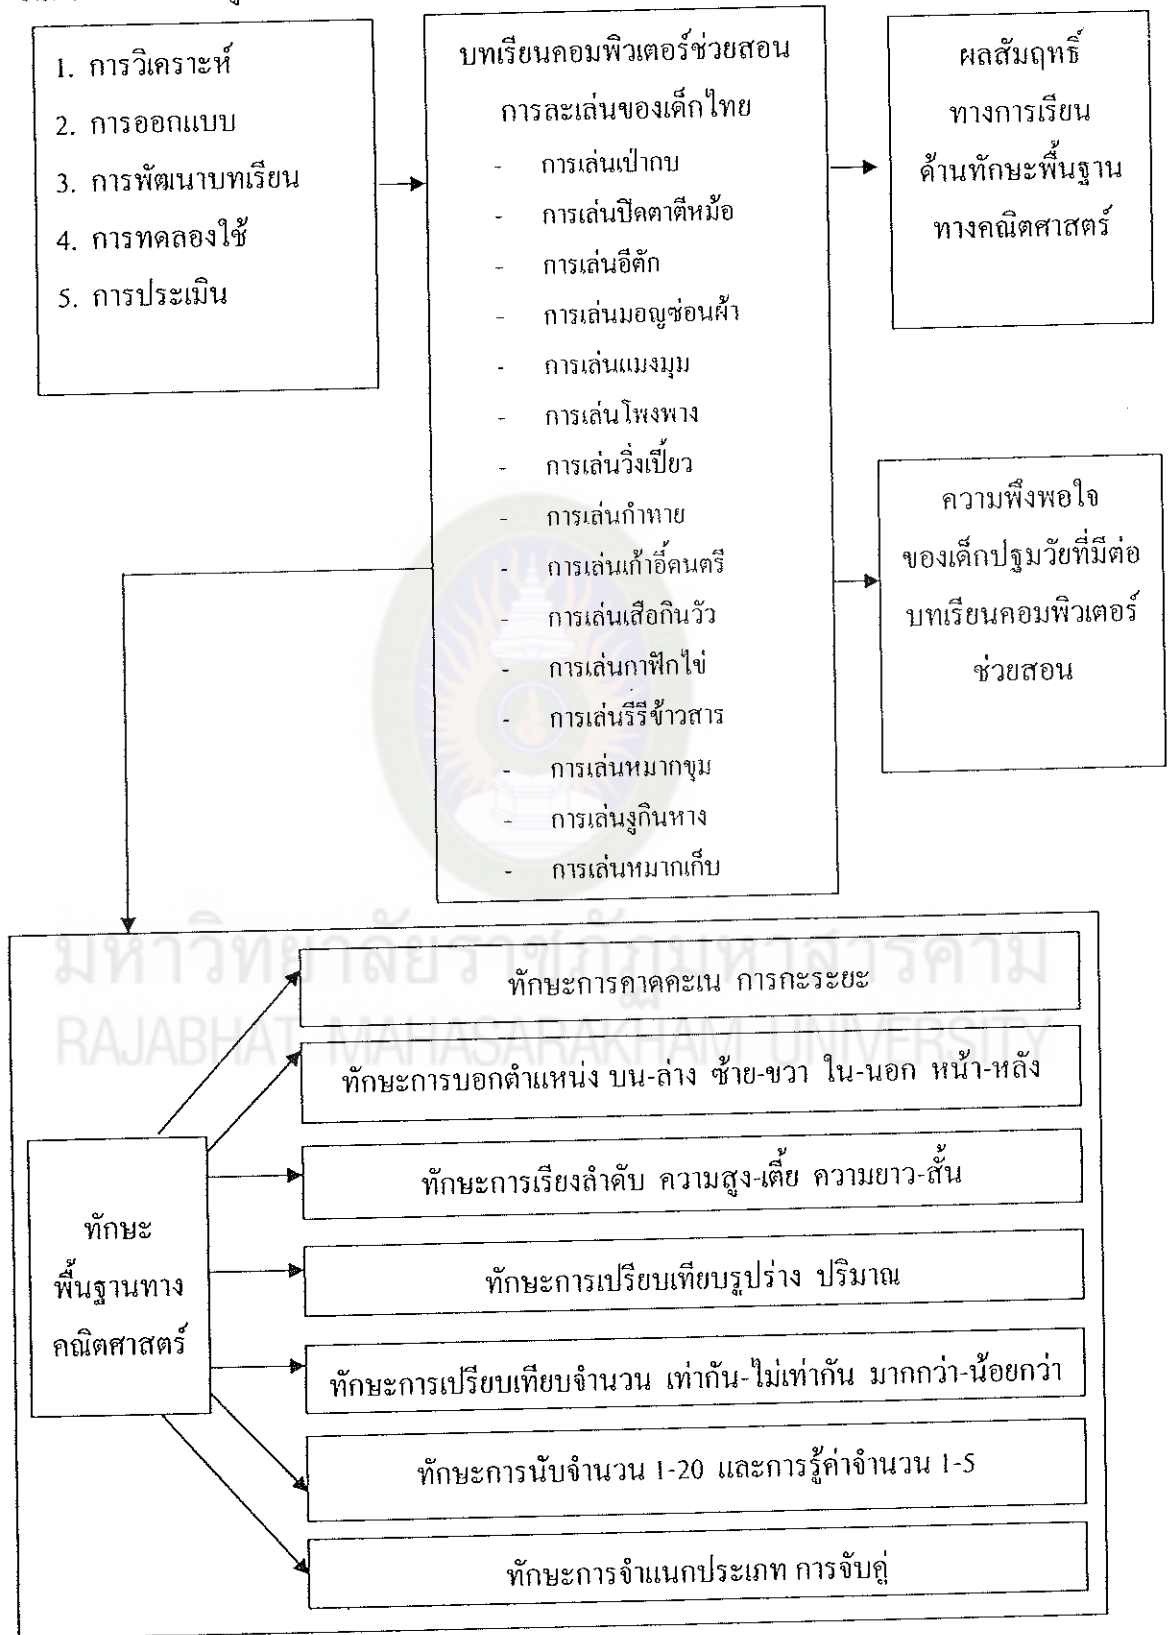 1. การวิเคราะห์
2. การออกแบบ
3. การพัฒนาบทเรียน
4. การทดลองใช้
5. การประเมิน
บทเรียนคอมพิวเตอร์ช่วยสอน
การละเล่นของเด็กไทย
- การเล่นเป่ากบ
- การเล่นปิดตาตีหม้อ
- การเล่นอีตัก
- การเล่นมอญซ่อนผ้า
- การเล่นแมงมุม
- การเล่นโพงพาง
- การเล่นวิ่งเปี้ยว
- การเล่นกำทาย
- การเล่นเก้าอี้ดนตรี
- การเล่นเสือกินวัว
- การเล่นกาฟักไข่
- การเล่นรีรีข้าวสาร
- การเล่นหมากขุม
- การเล่นงูกินหาง
- การเล่นหมากเก็บ
ผลสัมฤทธิ์
ทางการเรียน
ด้านทักษะพื้นฐาน
ทางคณิตศาสตร์
ความพึงพอใจ
ของเด็กปฐมวัยที่มีต่อ
บทเรียนคอมพิวเตอร์
ช่วยสอน
มหาวิทยาลัยราชภัฏมหาสารคาม
RAJABHAT MAHASARAKHAM UNIVERSITY
ทักษะ
พื้นฐานทาง
คณิตศาสตร์
ทักษะการคาดคะเน การกะระยะ
ทักษะการบอกตำแหน่ง บน-ล่าง ซ้าย-ขวา ใน-นอก หน้า-หลัง
ทักษะการเรียงลำดับ ความสูง-เตี้ย ความยาว-สั้น
ทักษะการเปรียบเทียบรูปร่าง ปริมาณ
ทักษะการเปรียบเทียบจำนวน เท่ากัน-ไม่เท่ากัน มากกว่า-น้อยกว่า
ทักษะการนับจำนวน 1-20 และการรู้ค่าจำนวน 1-5
ทักษะการจำแนกประเภท การจับคู่